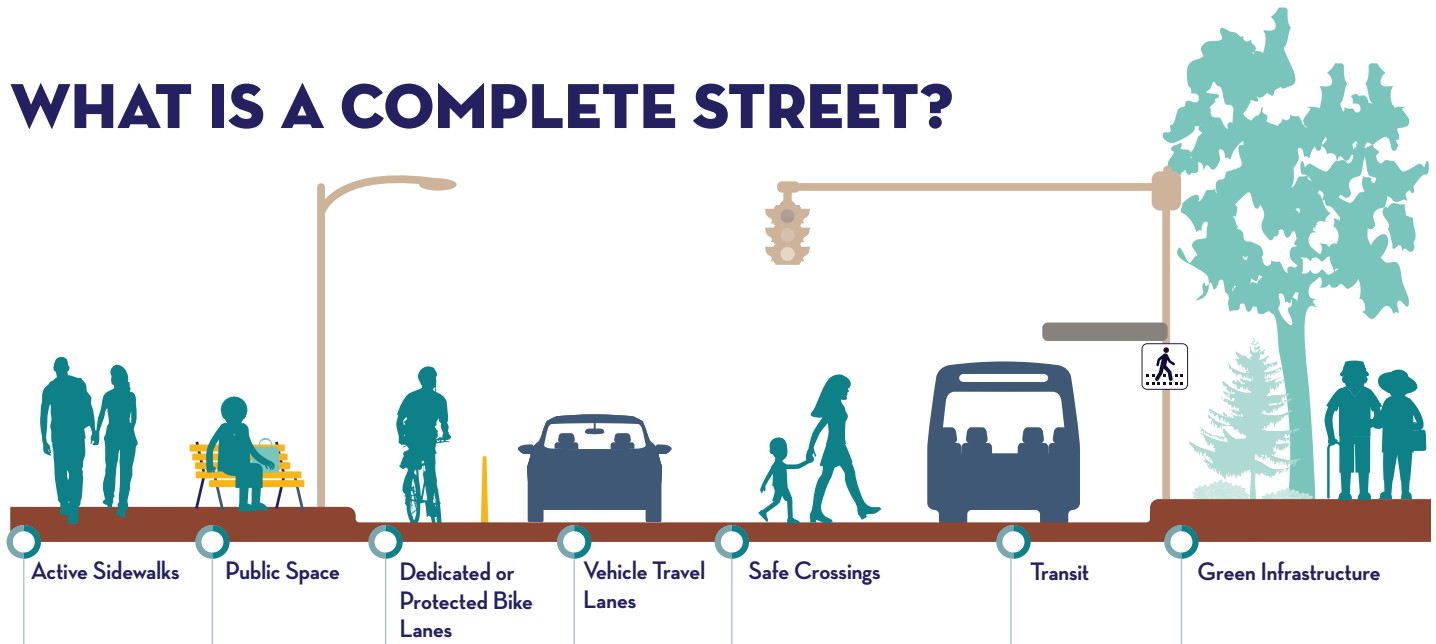 WHAT IS A COMPLETE STREET?
Active Sidewalks
Public Space
Dedicated or
Protected Bike
Lanes
Vehicle Travel
Lanes
Safe Crossings
Transit
Green Infrastructure